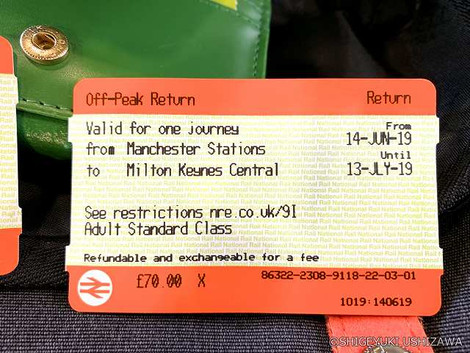 Off-Peak Return Return
Valid for one journey From
from Manchester Stations 14-JUN-19
Until
to Milton Keynes Central 13-JLY-19
See restrictions nre.co.uk/9I
Adult Standard Class
Refundable and exchangeable for a fee
£70.00 X 86322-2308-9118-22-03-01
1019:140619
©SHIGEYUKI USHIZAWA